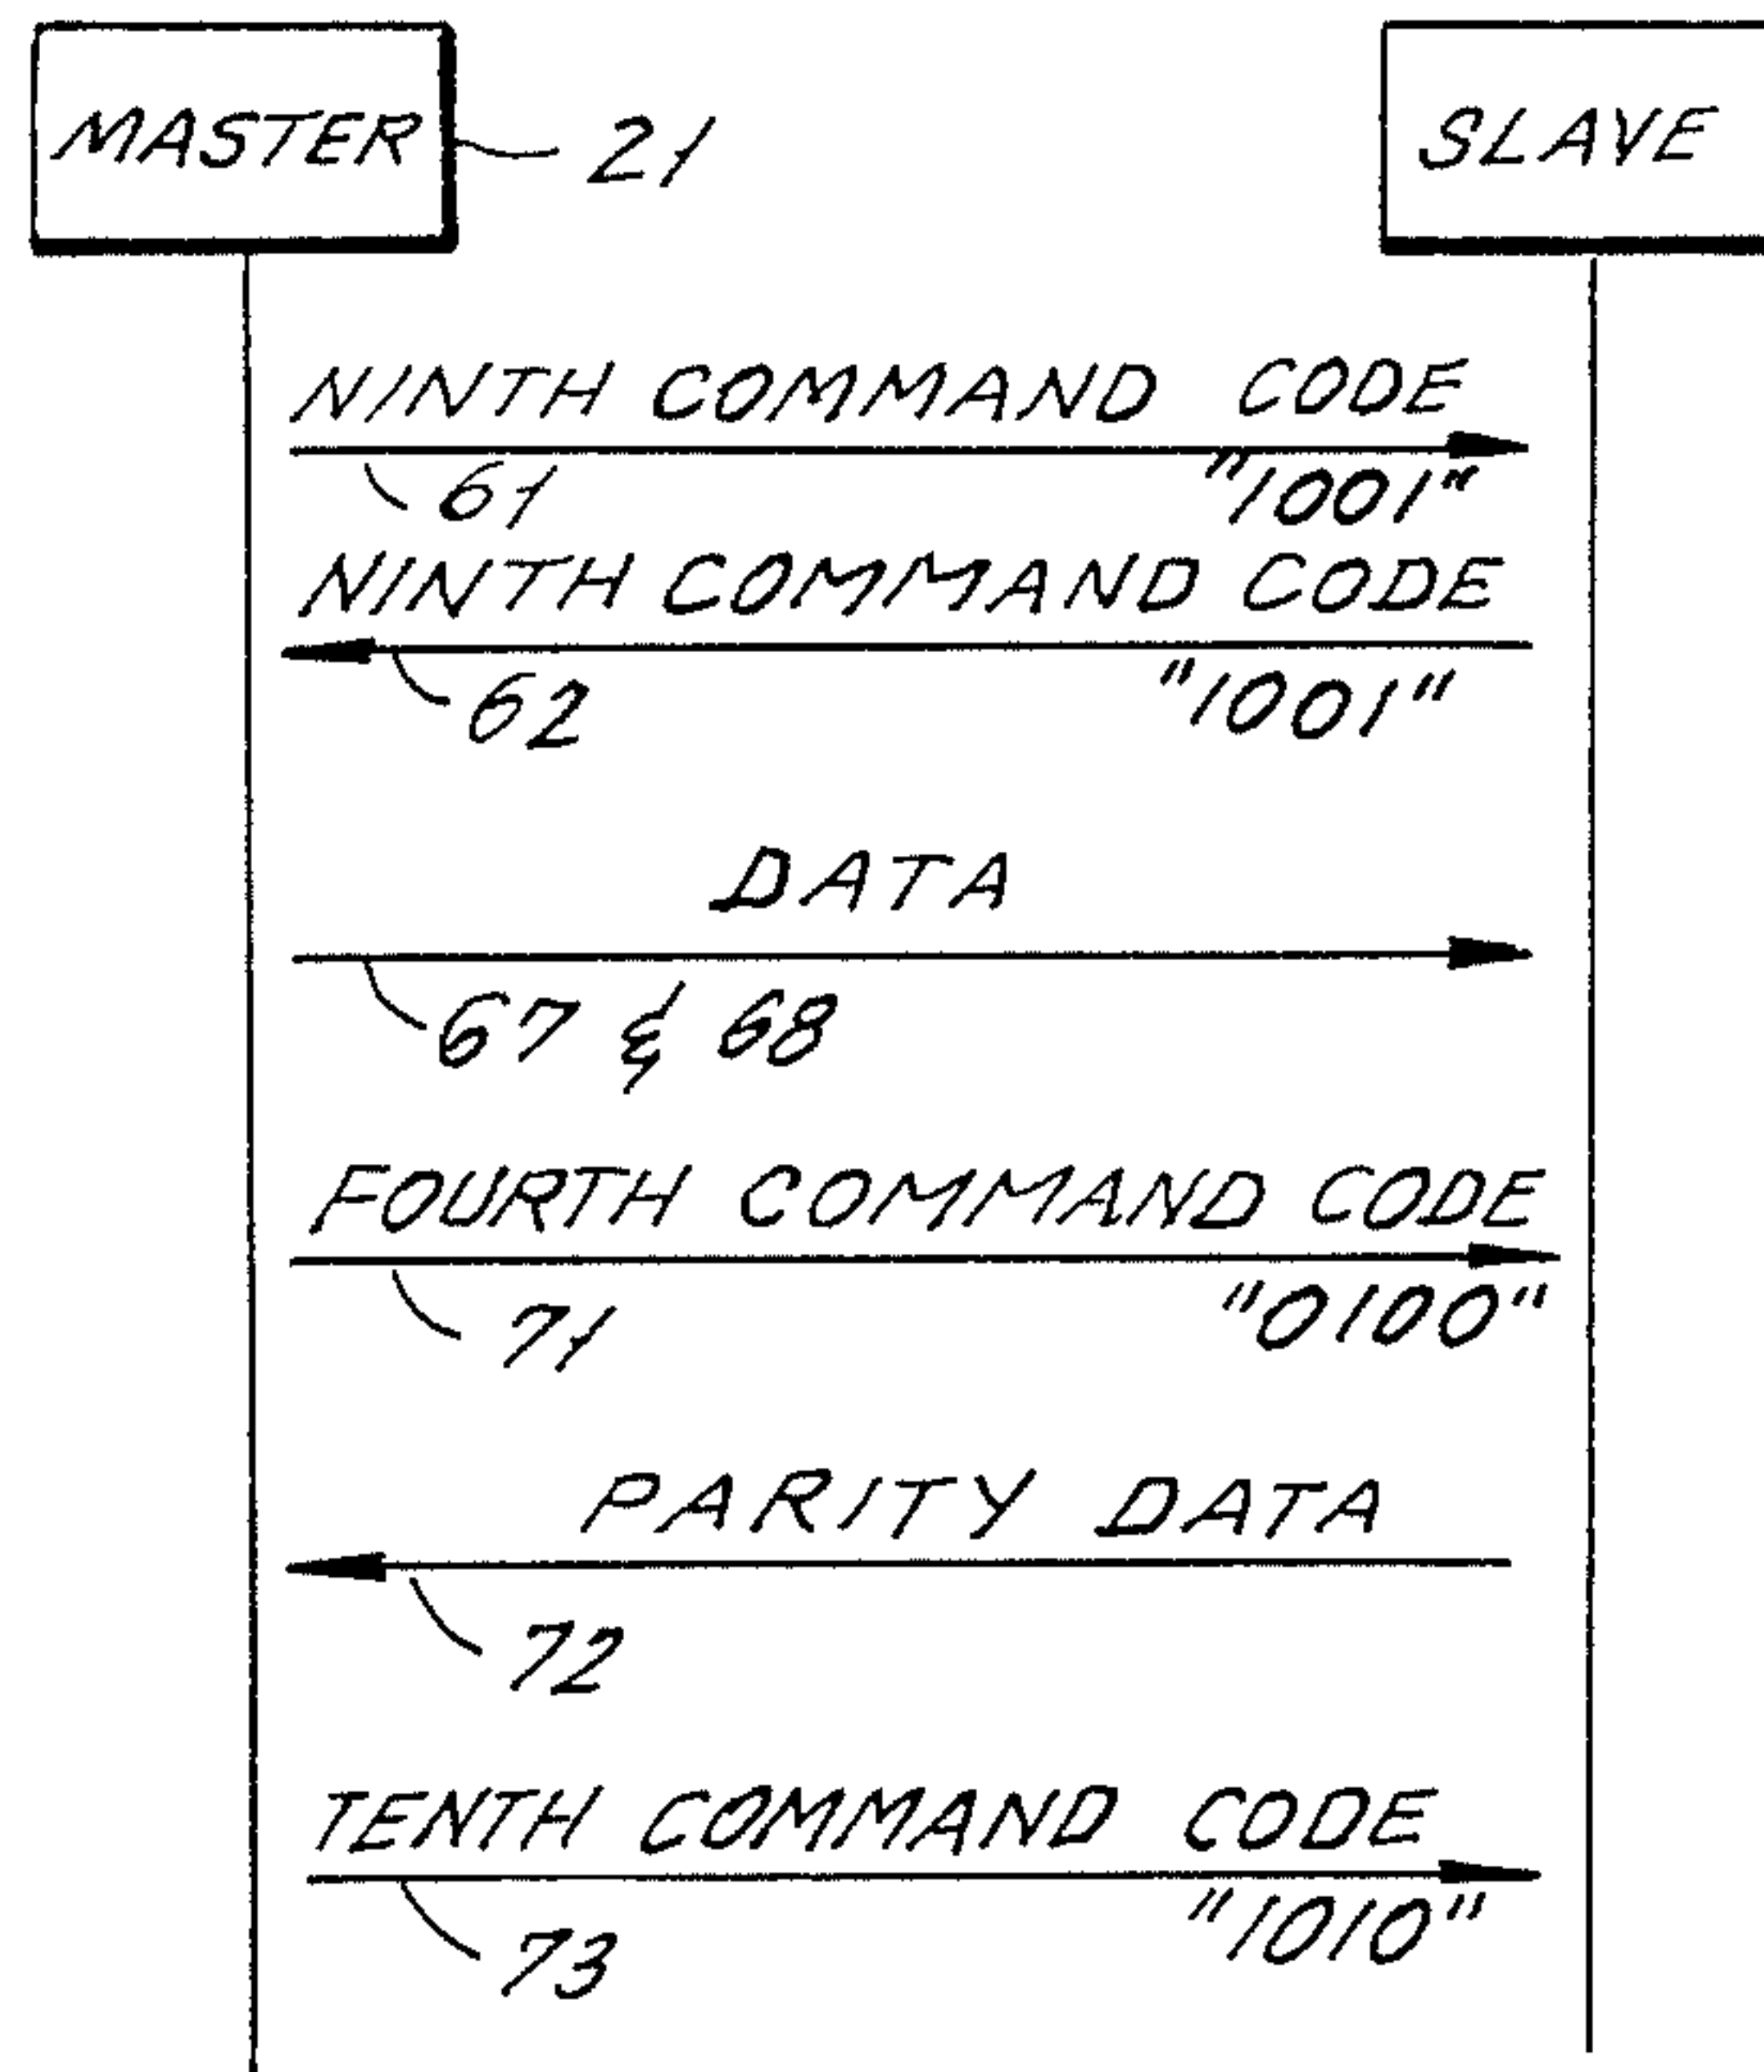 MASTER 21 SLAVE
NINTH COMMAND CODE
61 "1001"
NINTH COMMAND CODE
62 "1001"
DATA
67 & 68
FOURTH COMMAND CODE
71 "0100"
PARITY DATA
72
TENTH COMMAND CODE
73 "1010"